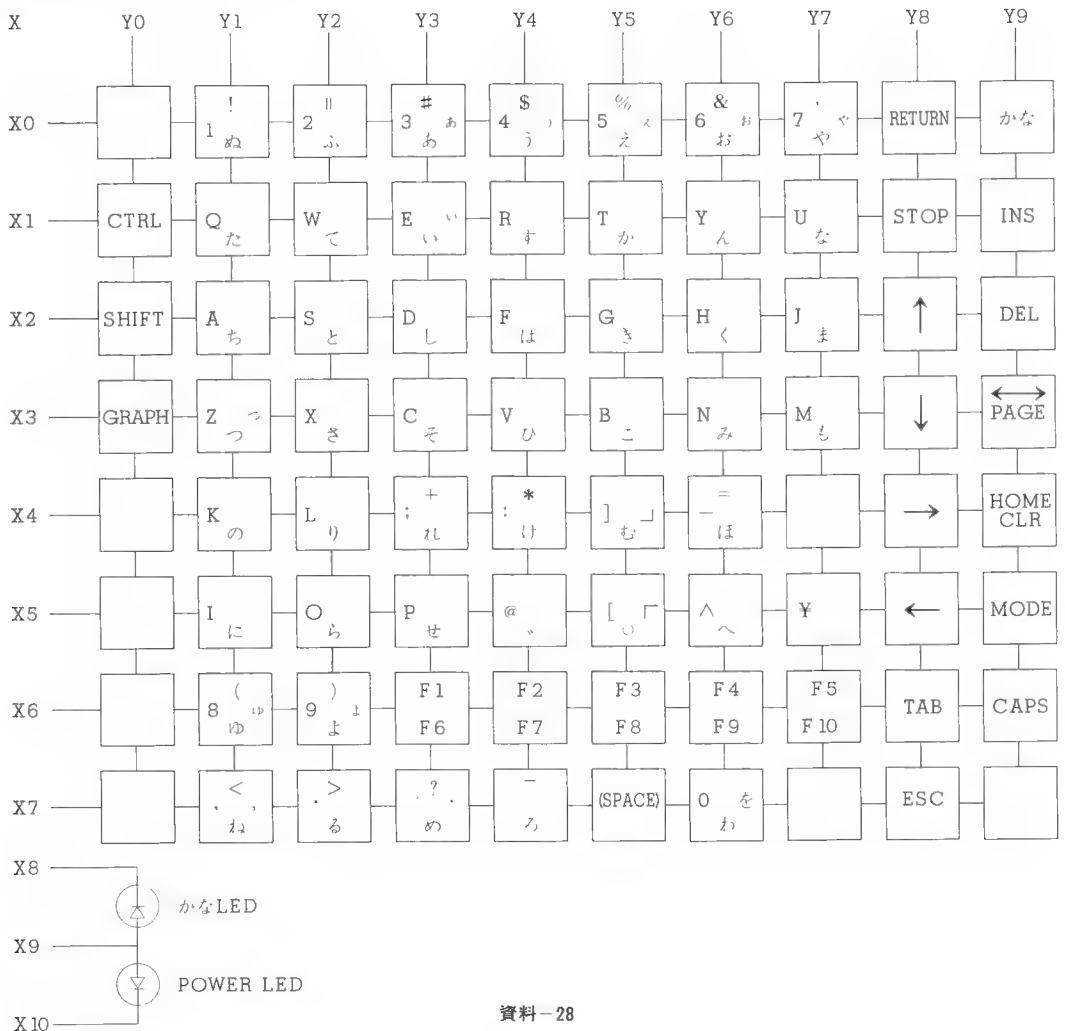 X Y0 Y1 Y2 Y3 Y4 Y5 Y6 Y7 Y8 Y9
! " # $ % & '
X0 1 2 3 ぁ 4 ぅ 5 ぇ 6 ぉ 7 ゃ RETURN かな
ぬ ふ あ う え お や
X1 CTRL Q W E ぃ R T Y U STOP INS
た て い す か ん な
X2 SHIFT A S D F G H J ↑ DEL
ち と し は き く ま
X3 GRAPH Z っ X C V B N M ↓ ↔
PAGE
つ さ そ ひ こ み も
+ * =
X4 K L ; : ] 」 — → HOME
CLR
の り れ け む ほ
X5 I O P @ [ 「 ∧ ¥ ← MODE
に ら せ ゛ ゜ へ
( ) F1 F2 F3 F4 F5
X6 8 ゅ 9 ょ TAB CAPS
ゆ よ F6 F7 F8 F9 F10
< > ? —
X7 , 、 . · (SPACE) 0 を ESC
ね る め ろ わ
X8
かなLED
X9
POWER LED
X10
資料－28